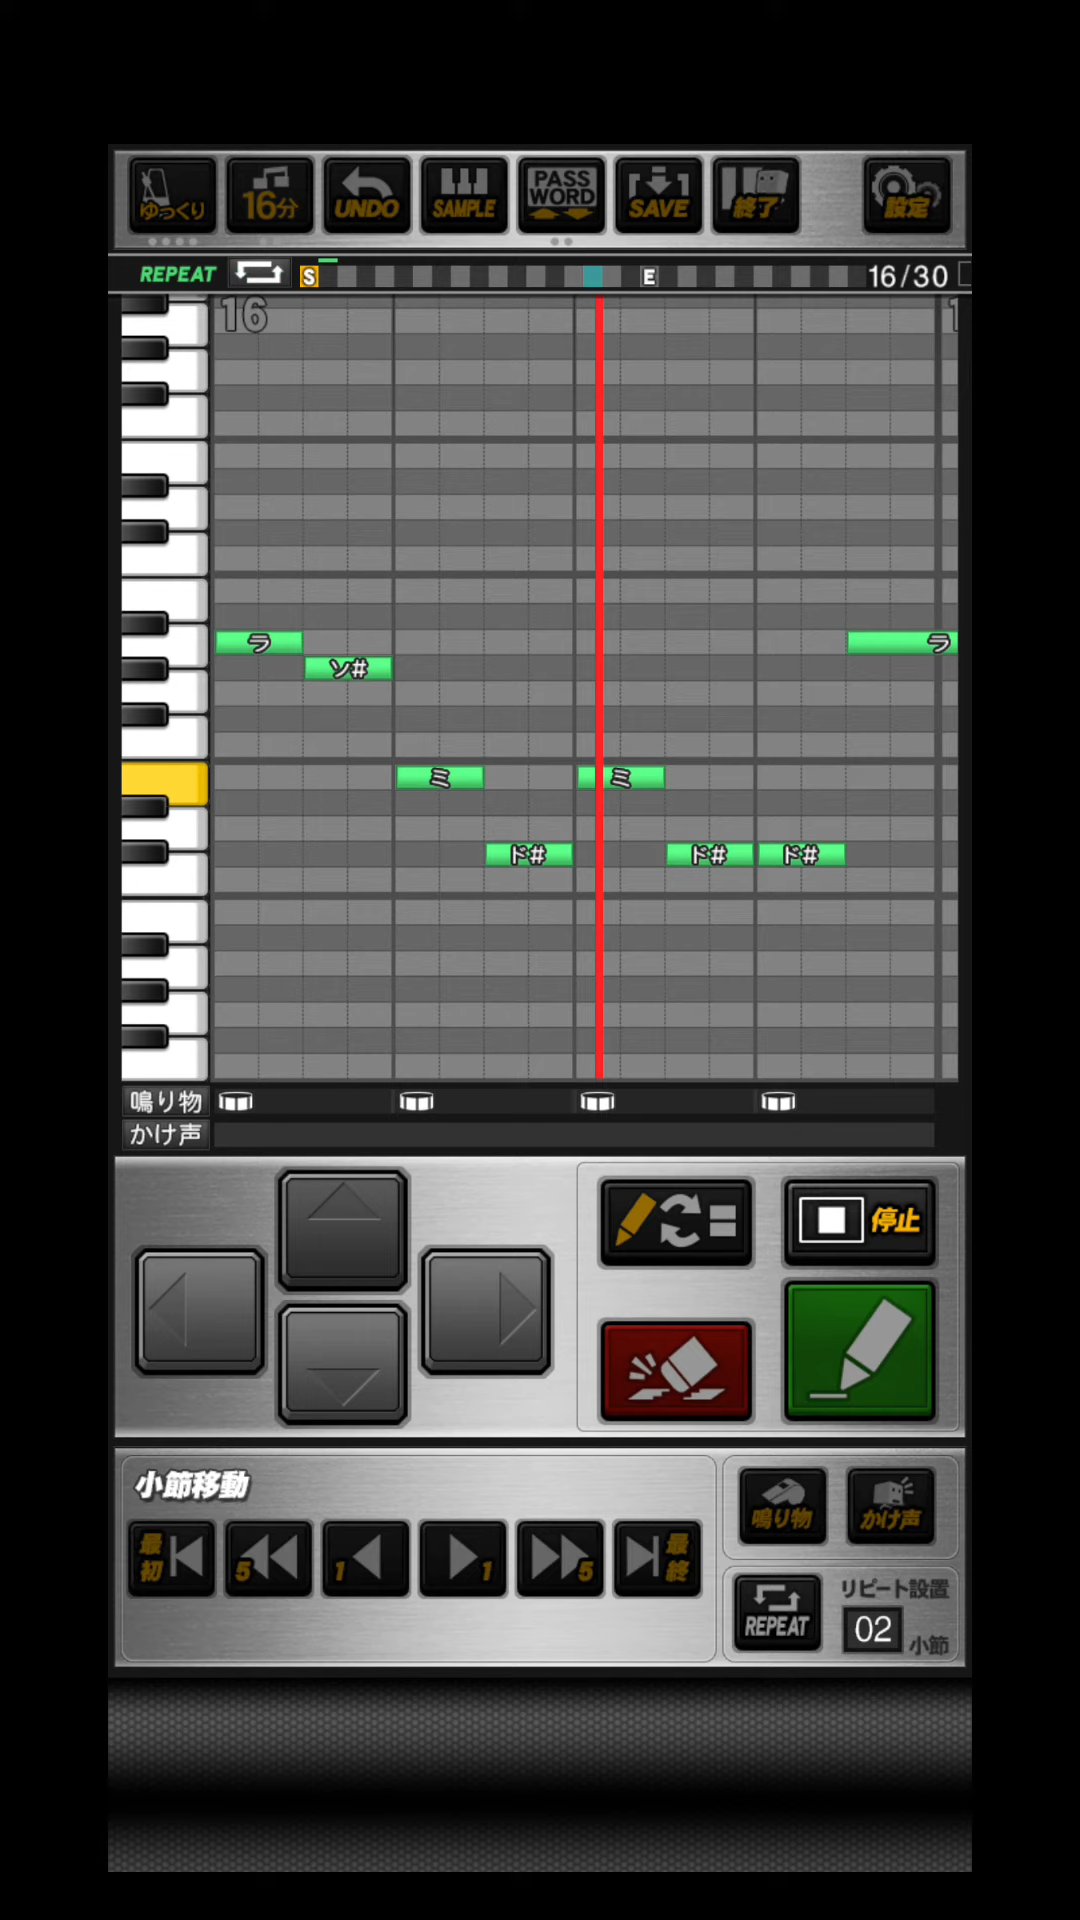 ゆっくり 16分 UNDO SAMPLE PASS WORD SAVE 終了 設定
REPEAT S E 16/30
16
ラ ラ
ソ#
ミ ミ
ド# ド# ド#
鳴り物
かけ声
停止
小節移動
鳴り物 かけ声
最初 5 1 1 5 最終
REPEAT リピート設置 02 小節